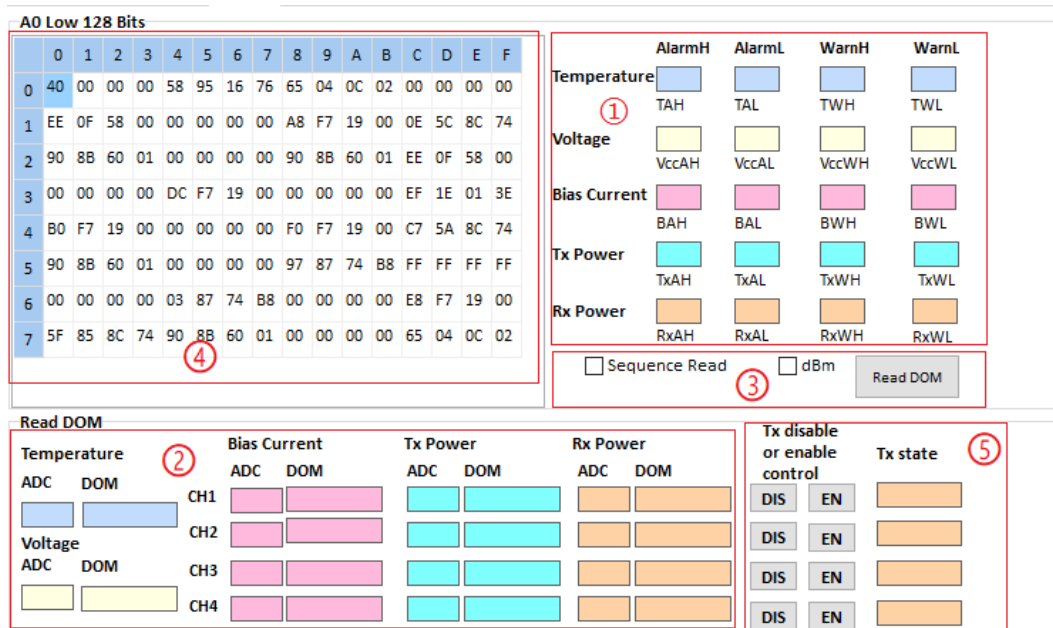 A0 Low 128 Bits
0 1 2 3 4 5 6 7 8 9 A B C D E F
0 40 00 00 00 58 95 16 76 65 04 0C 02 00 00 00 00
1 EE 0F 58 00 00 00 00 00 A8 F7 19 00 0E 5C 8C 74
2 90 8B 60 01 00 00 00 00 90 8B 60 01 EE 0F 58 00
3 00 00 00 00 DC F7 19 00 00 00 00 00 EF 1E 01 3E
4 B0 F7 19 00 00 00 00 00 F0 F7 19 00 C7 5A 8C 74
5 90 8B 60 01 00 00 00 00 97 87 74 B8 FF FF FF FF
6 00 00 00 00 03 87 74 B8 00 00 00 00 E8 F7 19 00
7 5F 85 8C 74 90 8B 60 01 00 00 00 00 65 04 0C 02
④
AlarmH AlarmL WarnH WarnL
Temperature
①
TAH TAL TWH TWL
Voltage
VccAH VccAL VccWH VccWL
Bias Current
BAH BAL BWH BWL
Tx Power
TxAH TxAL TxWH TxWL
Rx Power
RxAH RxAL RxWH RxWL
Sequence Read ③ dBm Read DOM
Read DOM
Temperature ② Bias Current Tx Power Rx Power
ADC DOM ADC DOM ADC DOM ADC DOM
CH1
CH2
Voltage
ADC DOM
CH3
CH4
Tx disable
or enable
control
Tx state ⑤
DIS EN
DIS EN
DIS EN
DIS EN